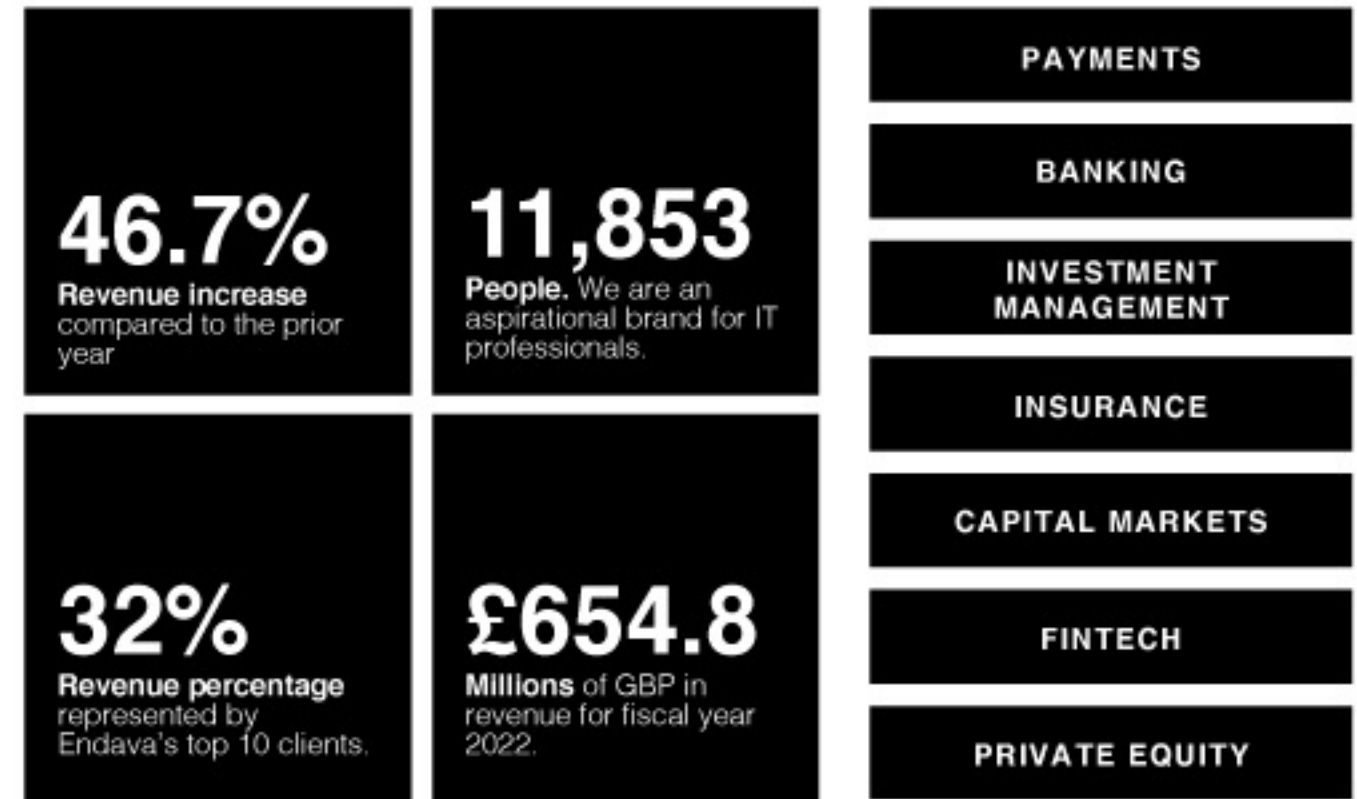 46.7%
Revenue increase
compared to the prior
year
11,853
People. We are an
aspirational brand for IT
professionals.
32%
Revenue percentage
represented by
Endava's top 10 clients.
£654.8
Millions of GBP in
revenue for fiscal year
2022.
PAYMENTS
BANKING
INVESTMENT
MANAGEMENT
INSURANCE
CAPITAL MARKETS
FINTECH
PRIVATE EQUITY